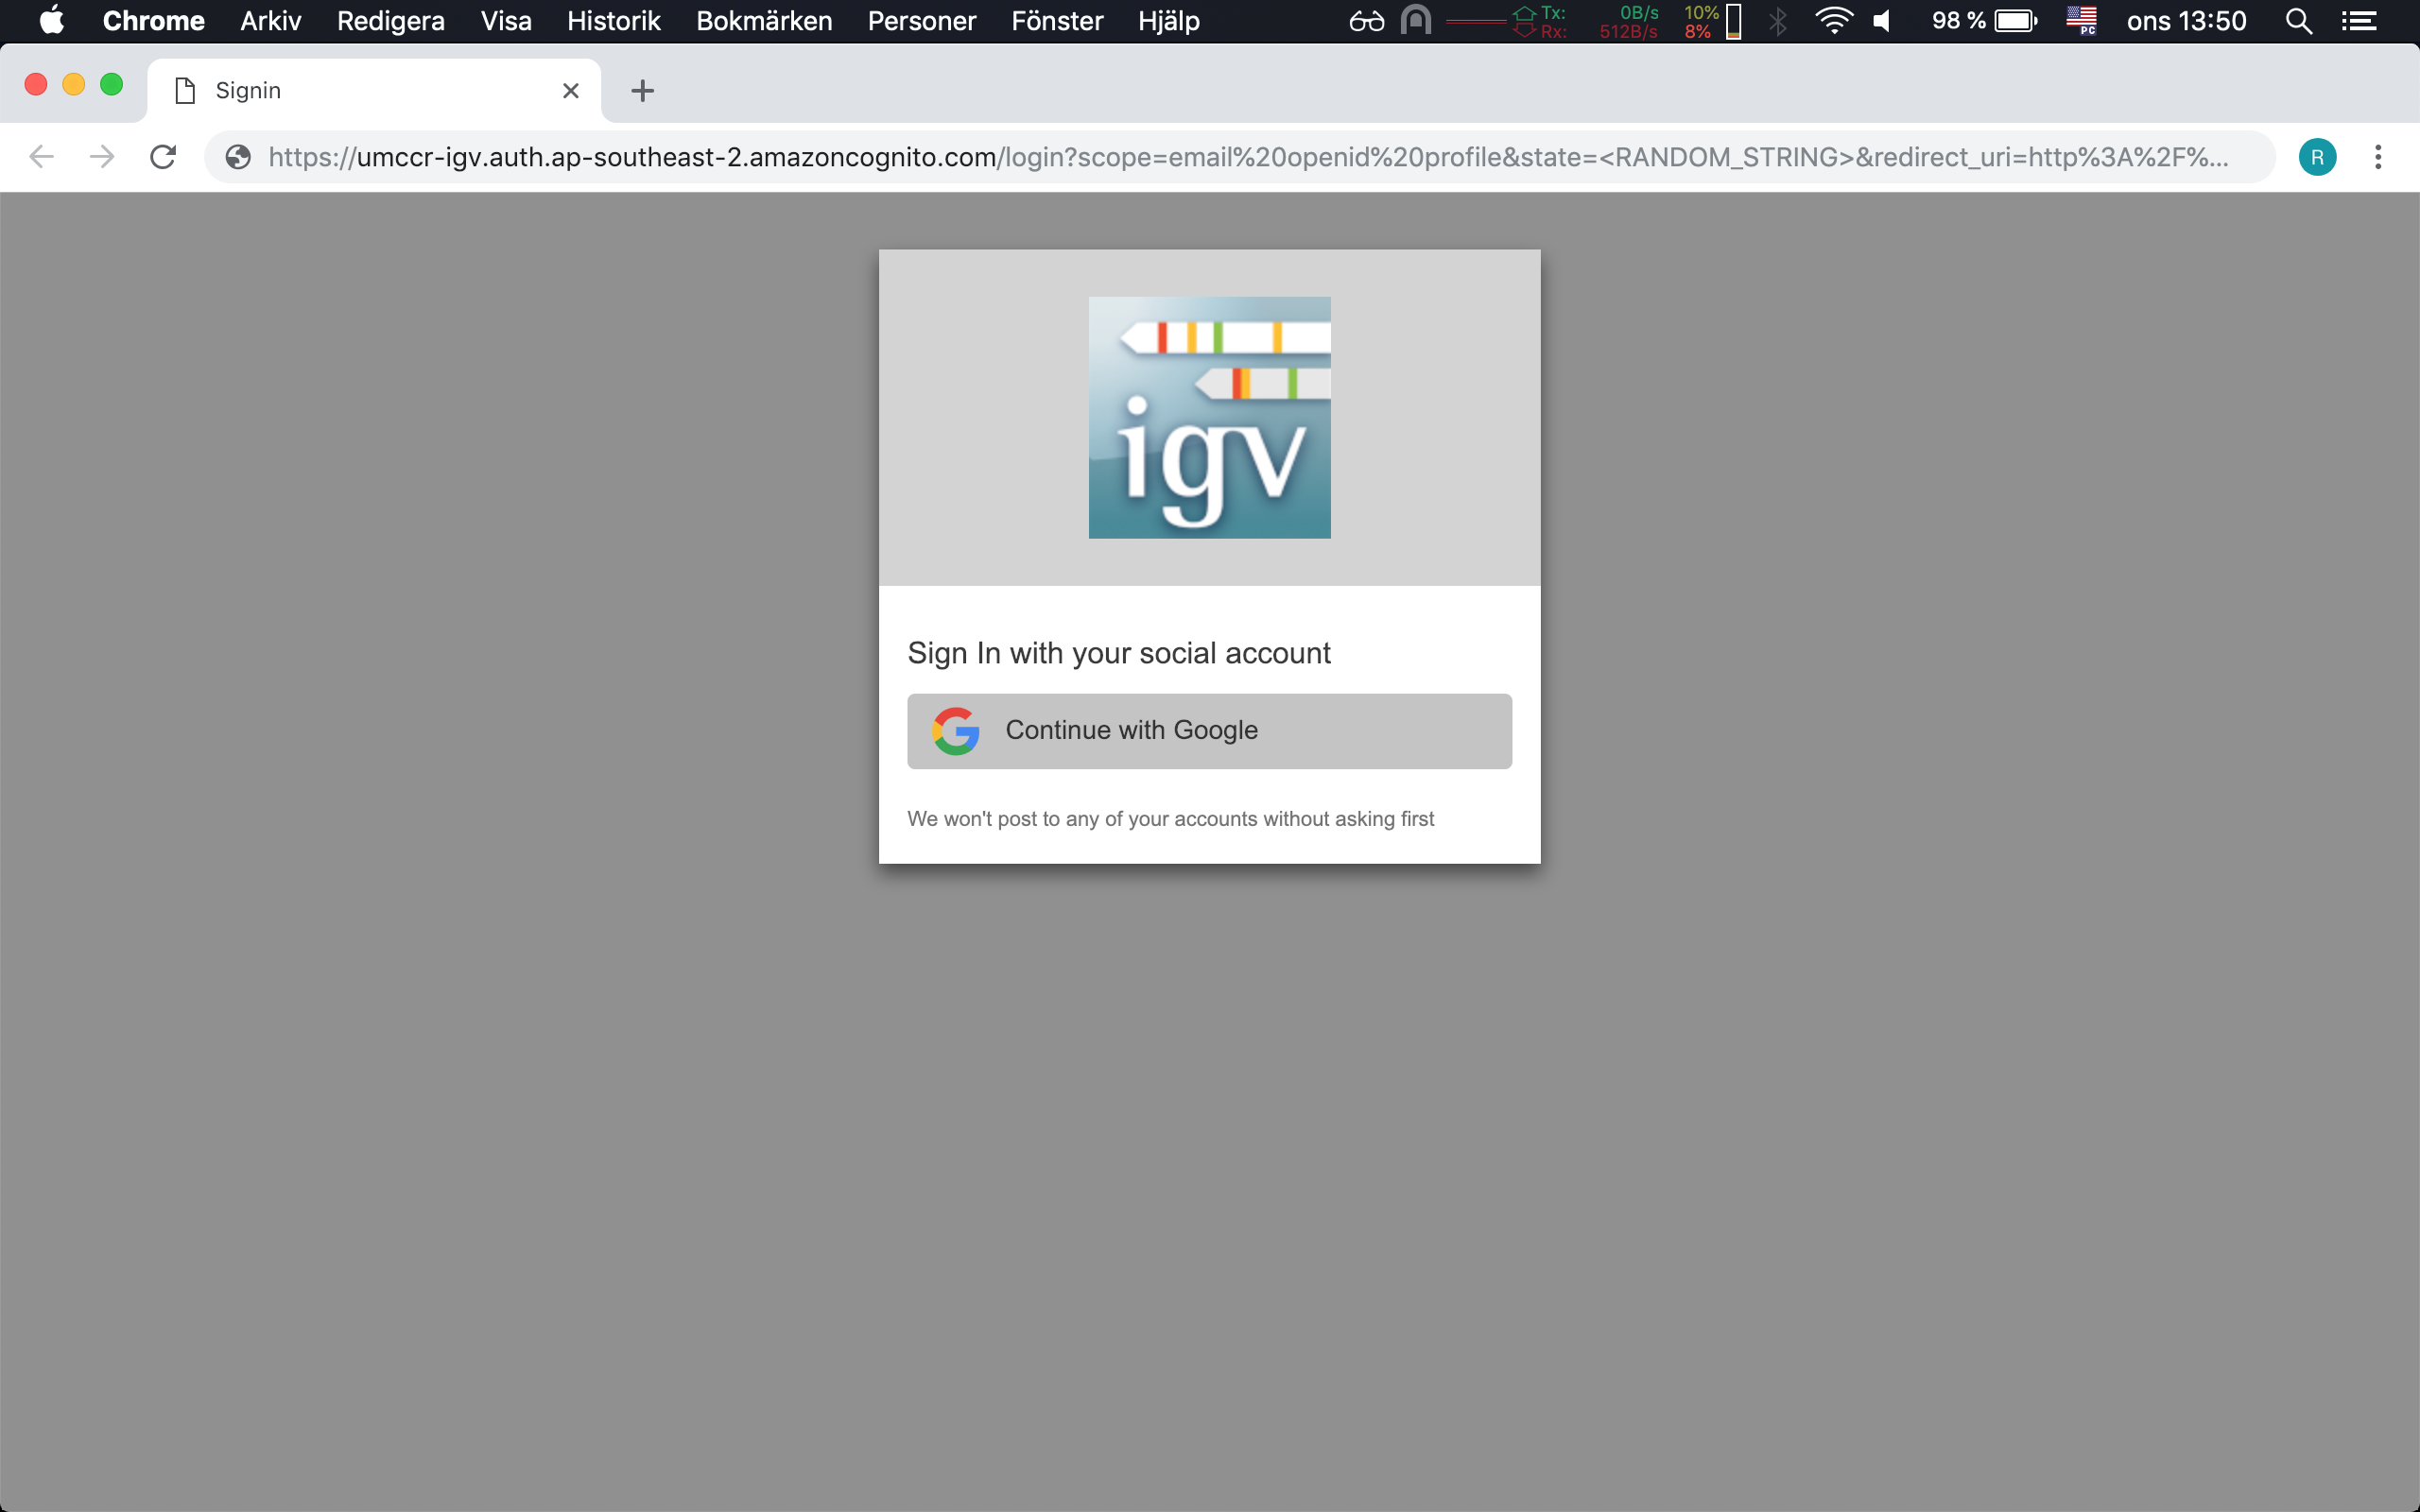 Chrome Arkiv Redigera Visa Historik Bokmärken Personer Fönster Hjälp Tx: 0B/s 10% 98 % PC ons 13:50
Rx: 512B/s 8%
Signin
https://umccr-igv.auth.ap-southeast-2.amazoncognito.com/login?scope=email%20openid%20profile&state=<RANDOM_STRING>&redirect_uri=http%3A%2F%... R
igv
Sign In with your social account
Continue with Google
We won't post to any of your accounts without asking first